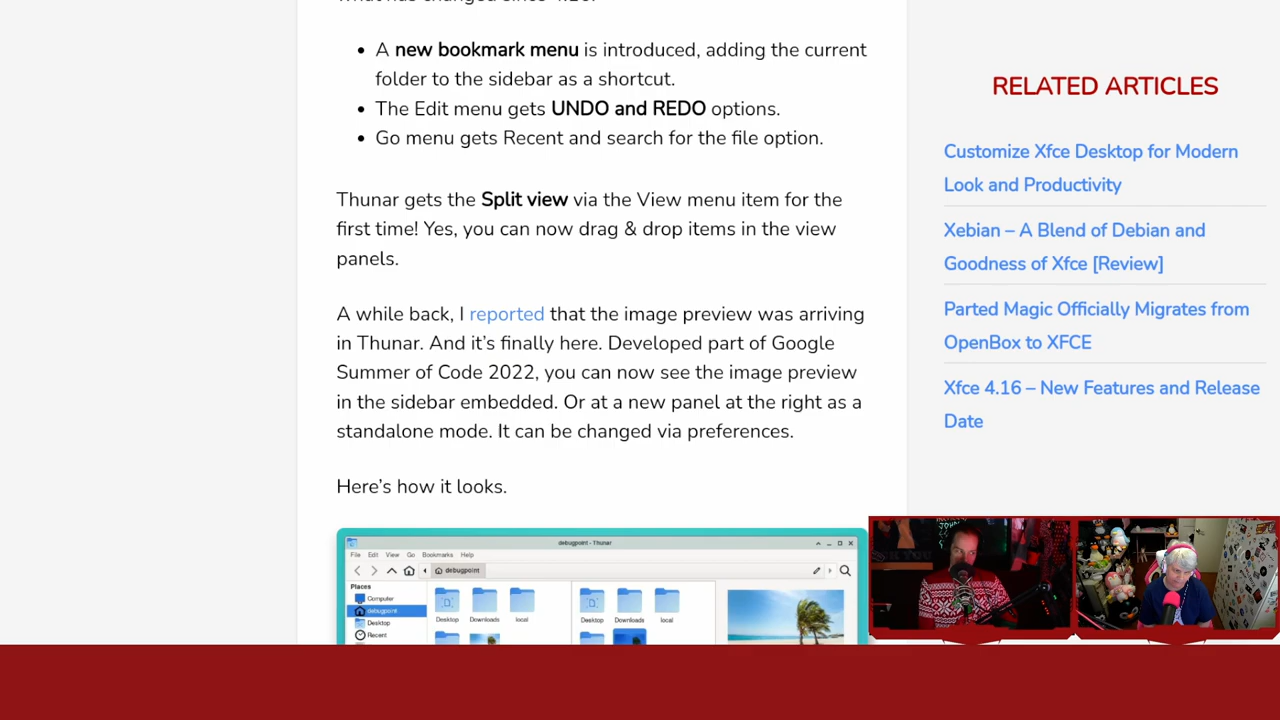 A new bookmark menu is introduced, adding the current
folder to the sidebar as a shortcut.
The Edit menu gets UNDO and REDO options.
Go menu gets Recent and search for the file option.
Thunar gets the Split view via the View menu item for the
first time! Yes, you can now drag & drop items in the view
panels.
A while back, I reported that the image preview was arriving
in Thunar. And it's finally here. Developed part of Google
Summer of Code 2022, you can now see the image preview
in the sidebar embedded. Or at a new panel at the right as a
standalone mode. It can be changed via preferences.
Here's how it looks.
debugpoint - Thunar
File Edit View Go Bookmarks Help
debugpoint
Places
Computer
debugpoint
Desktop
Recent
Desktop Downloads local
Desktop Downloads local
RELATED ARTICLES
Customize Xfce Desktop for Modern
Look and Productivity
Xebian – A Blend of Debian and
Goodness of Xfce [Review]
Parted Magic Officially Migrates from
OpenBox to XFCE
Xfce 4.16 – New Features and Release
Date